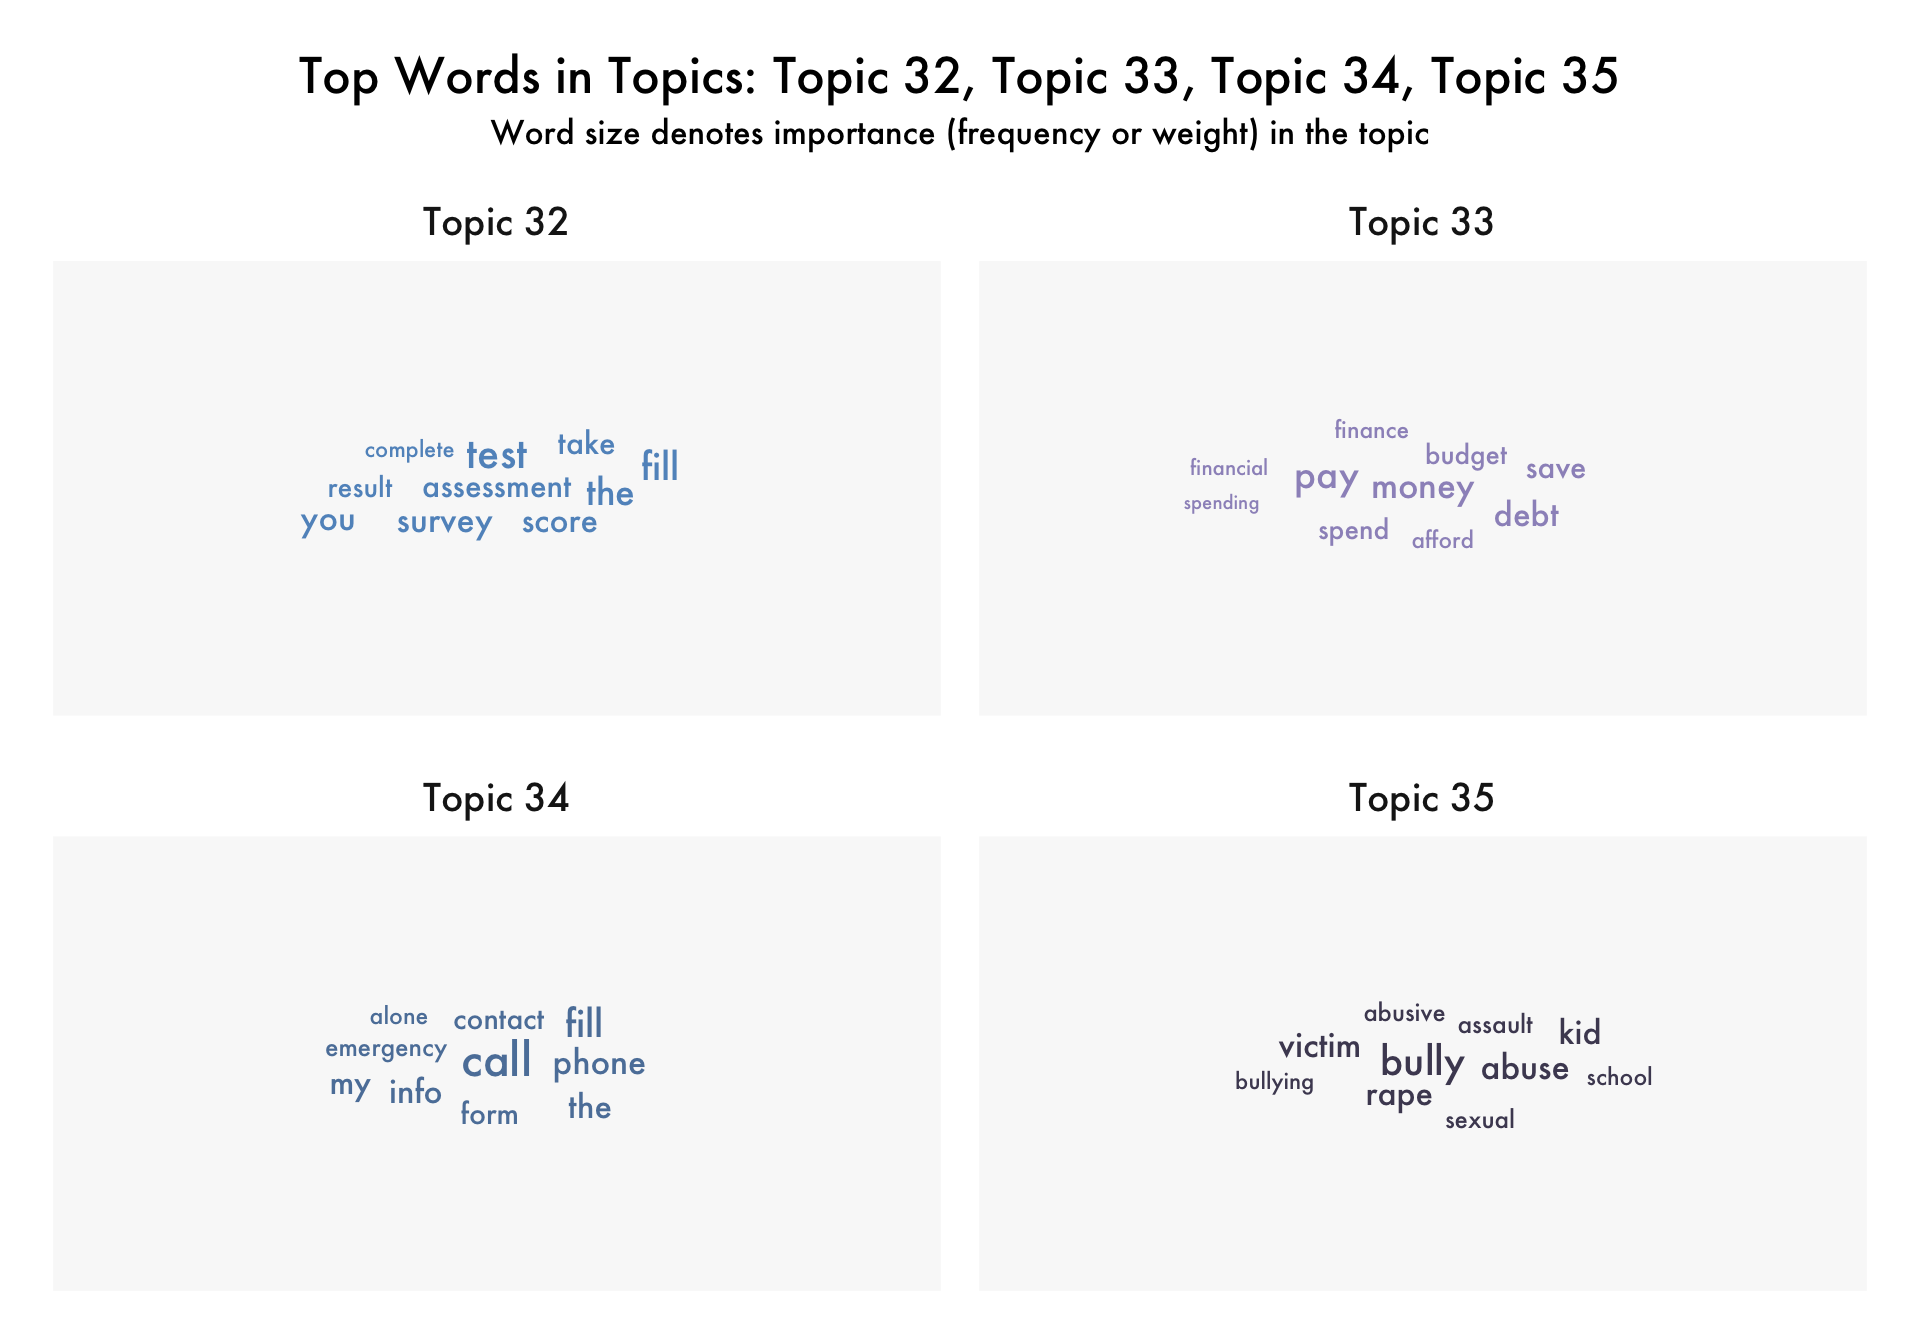 Top Words in Topics: Topic 32, Topic 33, Topic 34, Topic 35
Word size denotes importance (frequency or weight) in the topic
Topic 32
complete test take fill
result assessment the
you survey score
Topic 33
finance
budget
financial pay money save
spending
debt
spend afford
Topic 34
alone contact fill
emergency call phone
my info
form the
Topic 35
abusive assault kid
victim bully abuse school
bullying rape
sexual